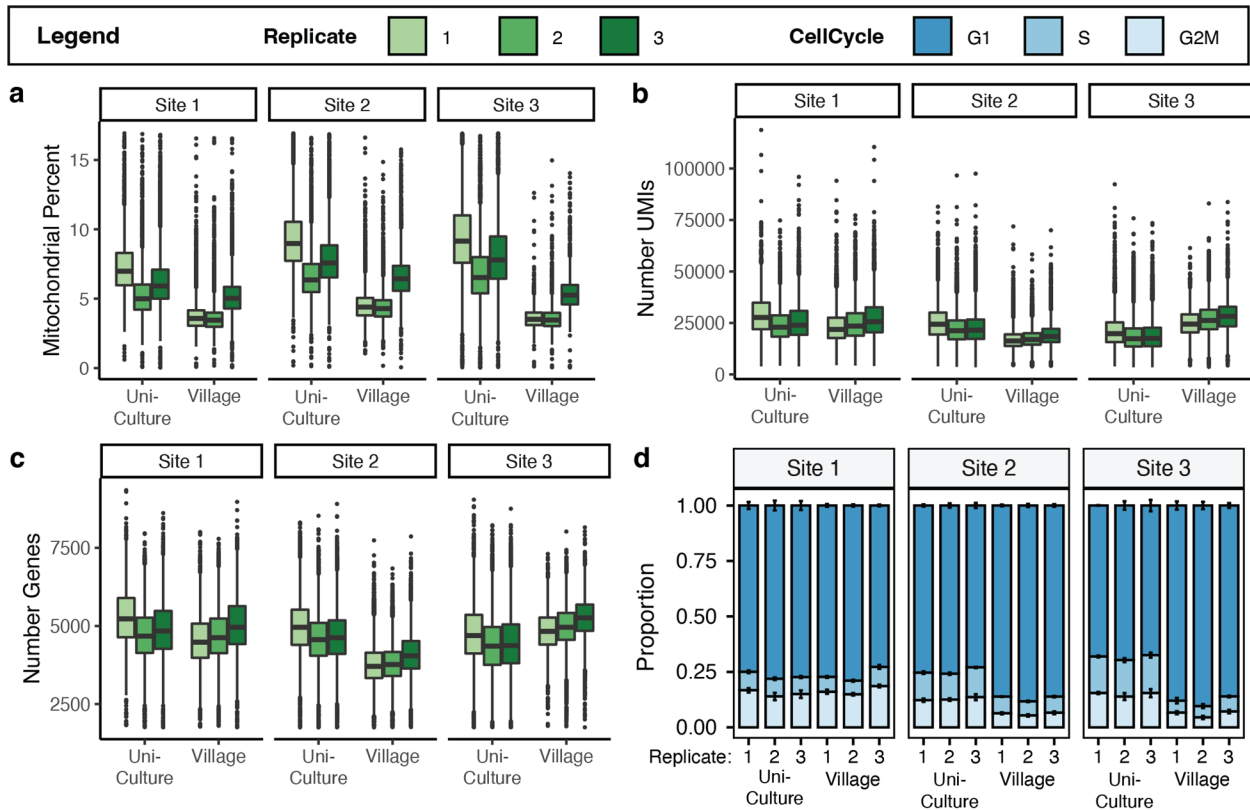 Legend Replicate 1 2 3 CellCycle G1 S G2M
a
Site 1 Site 2 Site 3
Mitochondrial Percent
15
10
5
0
Uni-Culture Village Uni-Culture Village Uni-Culture Village
b
Site 1 Site 2 Site 3
Number UMIs
100000
75000
50000
25000
0
Uni-Culture Village Uni-Culture Village Uni-Culture Village
c
Site 1 Site 2 Site 3
Number Genes
7500
5000
2500
Uni-Culture Village Uni-Culture Village Uni-Culture Village
d
Site 1 Site 2 Site 3
Proportion
1.00
0.75
0.50
0.25
0.00
Replicate: 1 2 3 1 2 3 1 2 3 1 2 3 1 2 3 1 2 3
Uni-Culture Village Uni-Culture Village Uni-Culture Village